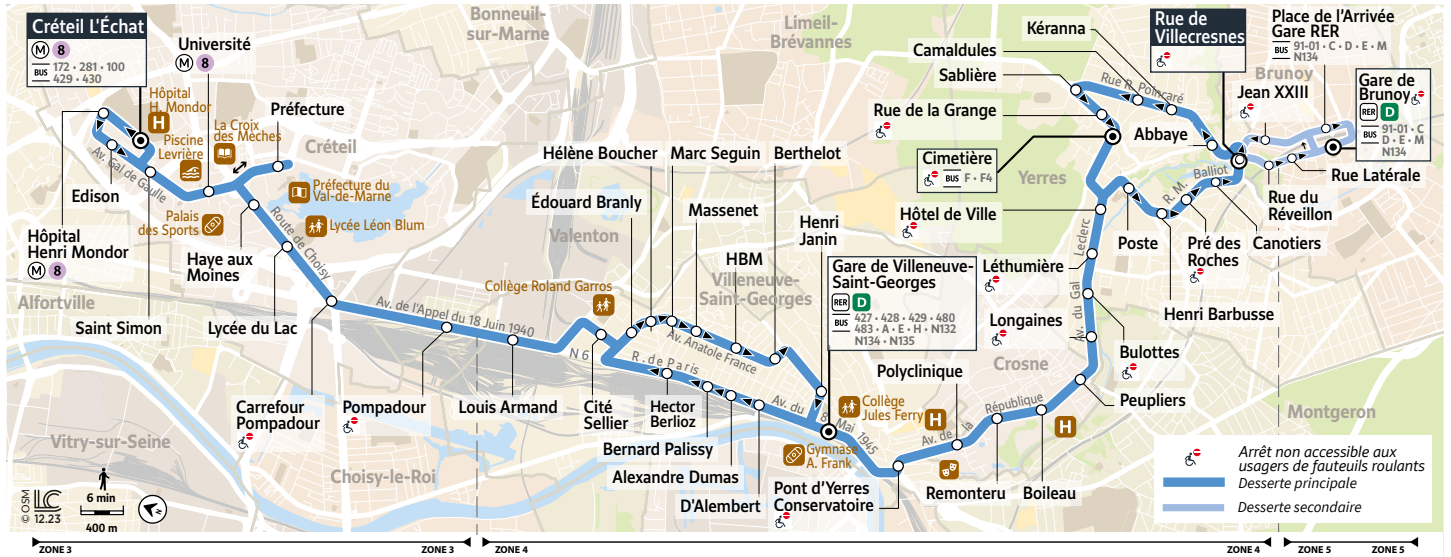 Créteil L'Échat
M 8
BUS 172 • 281 • 100
429 • 430
Université
M 8
Hôpital
H. Mondor
H
Piscine
Levrière
La Croix
des Mèches
Préfecture
Créteil
Préfecture du
Val-de-Marne
Lycée Léon Blum
Edison
Av. Gal de Gaulle
Palais
des Sports
Hôpital
Henri Mondor
M 8
Haye aux
Moines
Route de Choisy
Alfortville
Saint Simon
Lycée du Lac
Av. de l'Appel du 18 Juin 1940
Carrefour
Pompadour
Pompadour
Louis Armand
Vitry-sur-Seine
Choisy-le-Roi
Bonneuil-
sur-Marne
Limeil-
Brévannes
Hélène Boucher
Marc Seguin
Berthelot
Édouard Branly
Massenet
Valenton
HBM
Henri
Janin
Villeneuve-
Saint-Georges
Collège Roland Garros
N 6
Av. Anatole France
R. de Paris
Av. du 8 Mai 1945
Cité
Sellier
Hector
Berlioz
Bernard Palissy
Alexandre Dumas
D'Alembert
Gare de Villeneuve-
Saint-Georges
RER D
BUS 427 • 428 • 429 • 480
483 • A • E • H • N132
N134 • N135
Collège
Jules Ferry
Gymnase
A. Frank
Pont d'Yerres
Conservatoire
Polyclinique
H
Av. de la République
Remonteru
Boileau
H
Crosne
Peupliers
Bulottes
Longaines
Léthumière
Av. du Gal Leclerc
Hôtel de Ville
Yerres
Cimetière
BUS F • F4
Rue de la Grange
Sablière
Camaldules
Kéranna
Rue R. Poincaré
Abbaye
Rue de
Villecresnes
Poste
Henri Barbusse
R. M. Balliot
Pré des
Roches
Canotiers
Place de l'Arrivée
Gare RER
BUS 91-01 • C • D • E • M
N134
Brunoy
Jean XXIII
Gare de
Brunoy
RER D
BUS 91-01 • C
D • E • M
N134
Rue Latérale
Rue du
Réveillon
Montgeron
Arrêt non accessible aux
usagers de fauteuils roulants
Desserte principale
Desserte secondaire
© OSM
LC
12.23
6 min
400 m
ZONE 3
ZONE 3
ZONE 4
ZONE 4
ZONE 5
ZONE 5